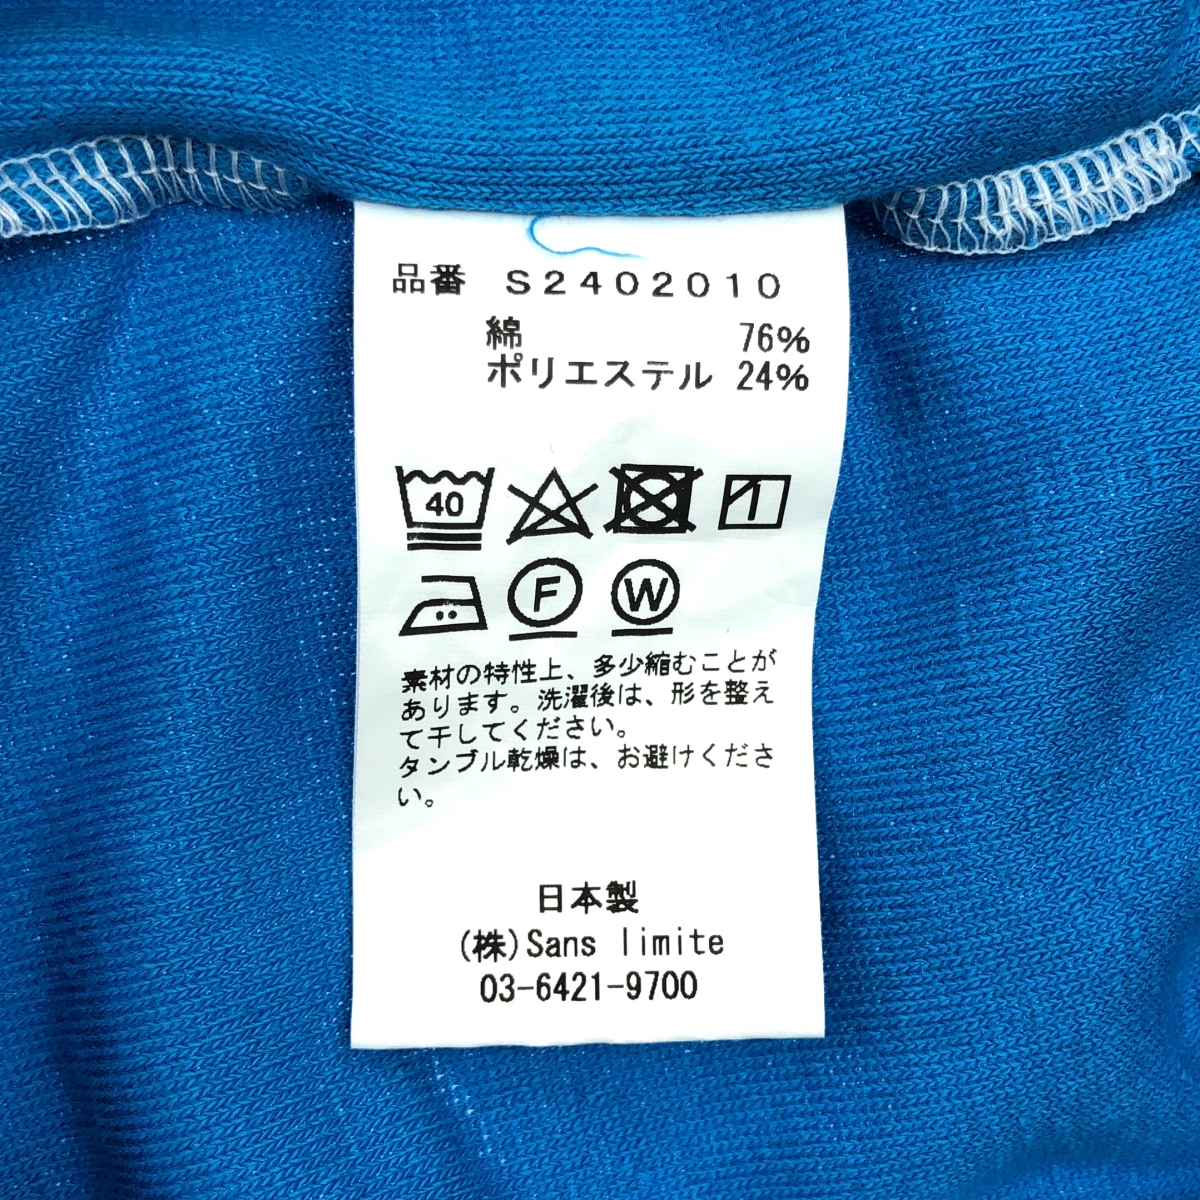 品番 S2402010
綿 76%
ポリエステル 24%
40
F W
素材の特性上、多少縮むことが
あります。洗濯後は、形を整え
て干してください。
タンブル乾燥は、お避けくださ
い。
日本製
(株)Sans limite
03-6421-9700